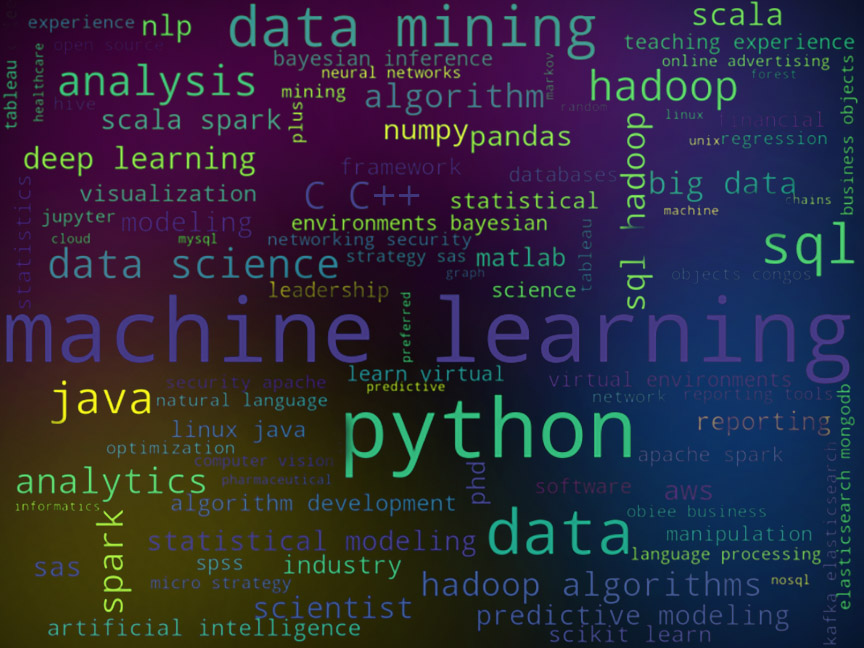 experience
nlp
data mining
scala
open source
teaching experience
tableau
healthcare
bayesian inference
online advertising
neural networks
markov
forest
analysis
mining
algorithm
hadoop
hive
plus
random
linux
financial
scala spark
numpy
pandas
sql hadoop
unix
regression
business objects
deep learning
framework
databases
big data
visualization
C C++
statistical
chains
statistics
jupyter
modeling
environments bayesian
machine
cloud
mysql
networking security
tableau
sql
data science
strategy sas
matlab
graph
objects congos
leadership
preferred
science
machine learning
security apache
learn virtual
virtual environments
java
predictive
natural language
network
reporting tools
python
linux java
reporting
elasticsearch mongodb
optimization
computer vision
apache spark
analytics
pharmaceutical
phd
software
aws
informatics
algorithm development
data
obiee business
spark
statistical modeling
manipulation
kafka elasticsearch
sas
spss
industry
language processing
micro strategy
hadoop algorithms
nosql
scientist
predictive modeling
artificial intelligence
scikit learn